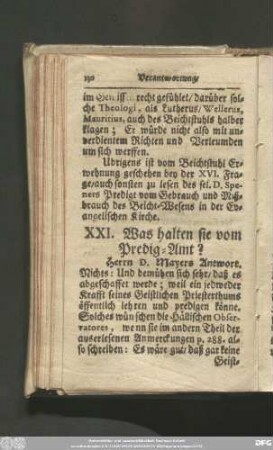 190 Verantwortung/
im Gewissen recht gefühlet/ darüber sol-
che Theologi, als Lutherus/ Wellerus,
Mauritius, auch des Beichtstuhls halber
klagen; Er würde nicht also mit un-
verdientem Richten und Verleumden
um sich werffen.
Ubrigens ist vom Beichtstuhl Er-
wehnung geschehen bey der XVI. Fra-
ge/ auch sonsten zu lesen des sel. D. Spe-
ners Predigt vom Gebrauch und Miß-
brauch des Beicht-Wesens in der Ev-
angelischen Kirche.
XXI. Was halten sie vom
Predig-Amt?
Herrn D. Mayers Antwort.
Nichts: Und bemühen sich sehr/ daß es
abgeschafft werde; weil ein jedweder
Krafft seines Geistlichen Priesterthums
öffentlich lehren und predigen könne.
Solches wünschen die Hällischen Obser-
vatores, wenn sie im andern Theil der
auserlesenen Anmerckungen p. 288. al-
so schreiben: Es wäre gut/ daß gar keine
Geist-